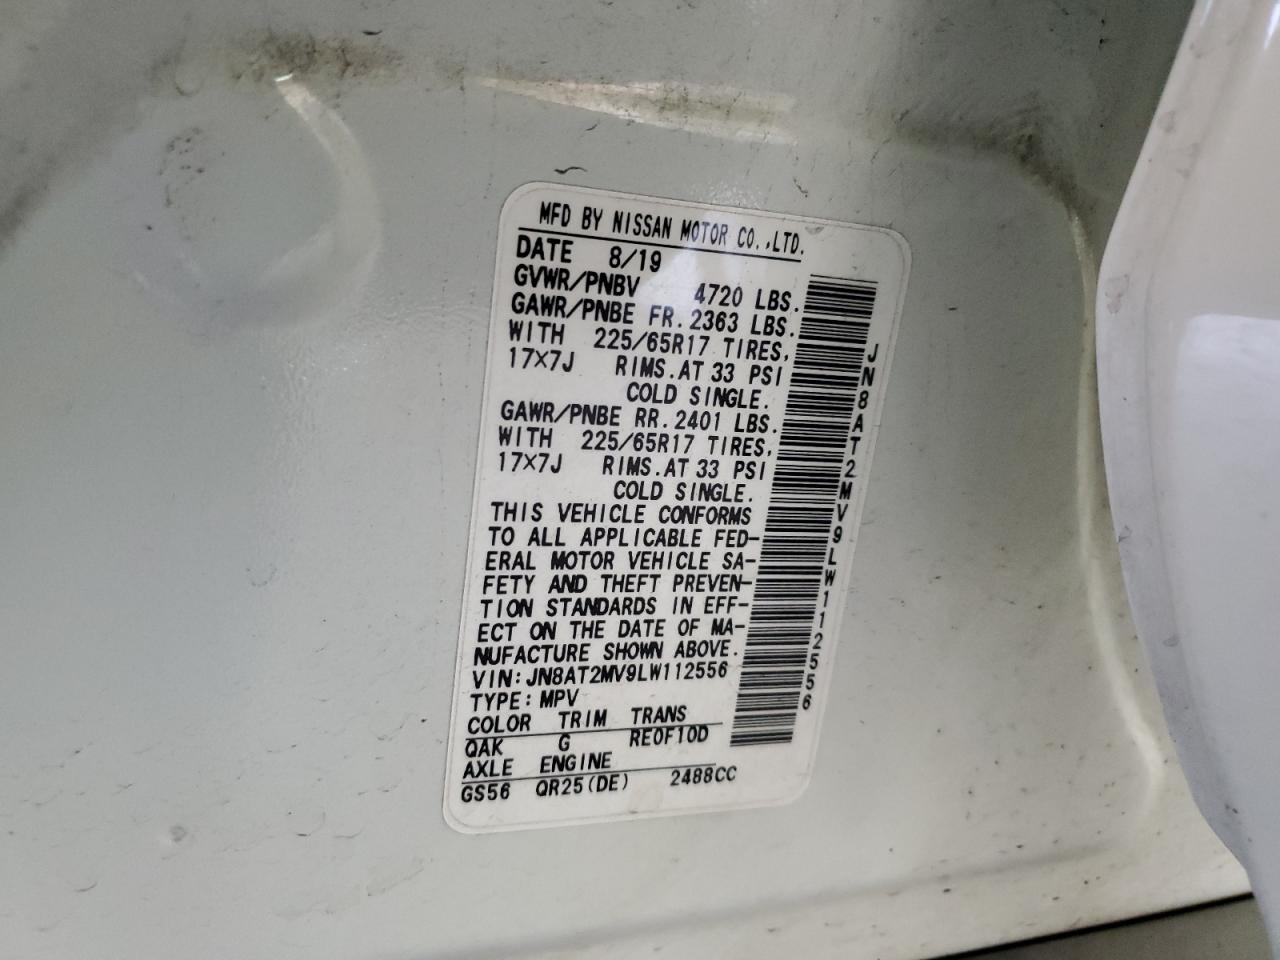 MFD BY NISSAN MOTOR CO.,LTD.
DATE 8/19
GVWR/PNBV 4720 LBS.
GAWR/PNBE FR. 2363 LBS.
WITH 225/65R17 TIRES,
17X7J RIMS.AT 33 PSI
COLD SINGLE.
GAWR/PNBE RR. 2401 LBS.
WITH 225/65R17 TIRES,
17X7J RIMS.AT 33 PSI
COLD SINGLE.
THIS VEHICLE CONFORMS
TO ALL APPLICABLE FED-
ERAL MOTOR VEHICLE SA-
FETY AND THEFT PREVEN-
TION STANDARDS IN EFF-
ECT ON THE DATE OF MA-
NUFACTURE SHOWN ABOVE.
VIN: JN8AT2MV9LW112556
TYPE: MPV
COLOR TRIM TRANS
QAK G RE0F10D
AXLE ENGINE
GS56 QR25(DE) 2488CC
JN8AT2MV9LW112556